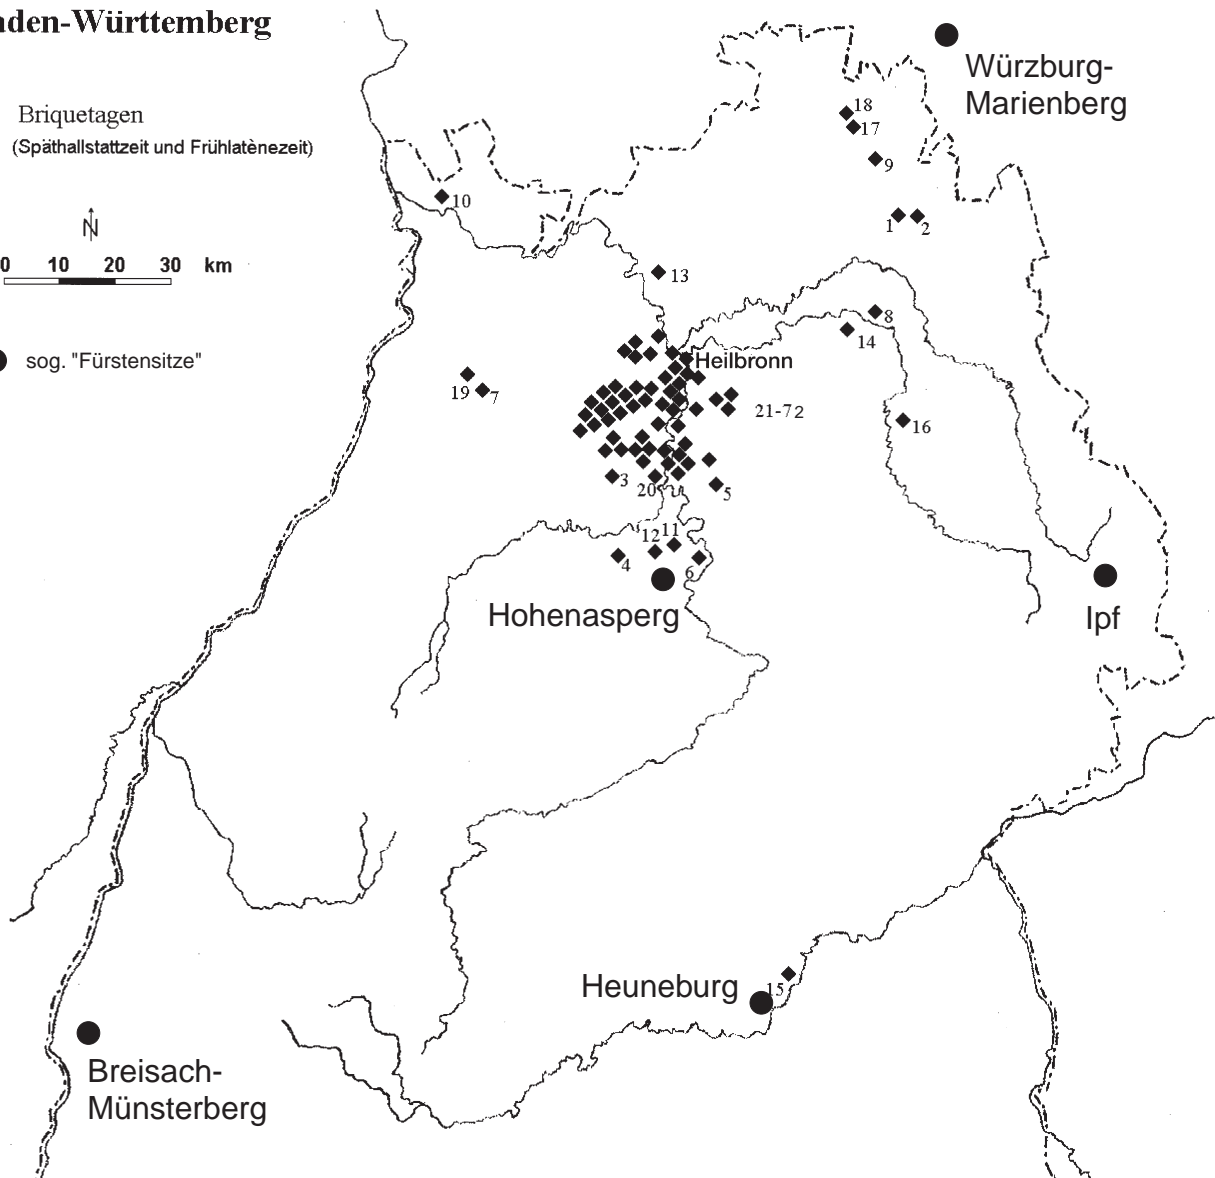 aden-Württemberg
Briquetagen
(Späthallstattzeit und Frühlatènezeit)
N
0 10 20 30 km
sog. "Fürstensitze"
Würzburg-
Marienberg
18
17
9
10
1
2
13
8
14
Heilbronn
19
7
21-72
16
3
20
5
12
11
4
6
Hohenasperg
Ipf
Heuneburg
15
Breisach-
Münsterberg